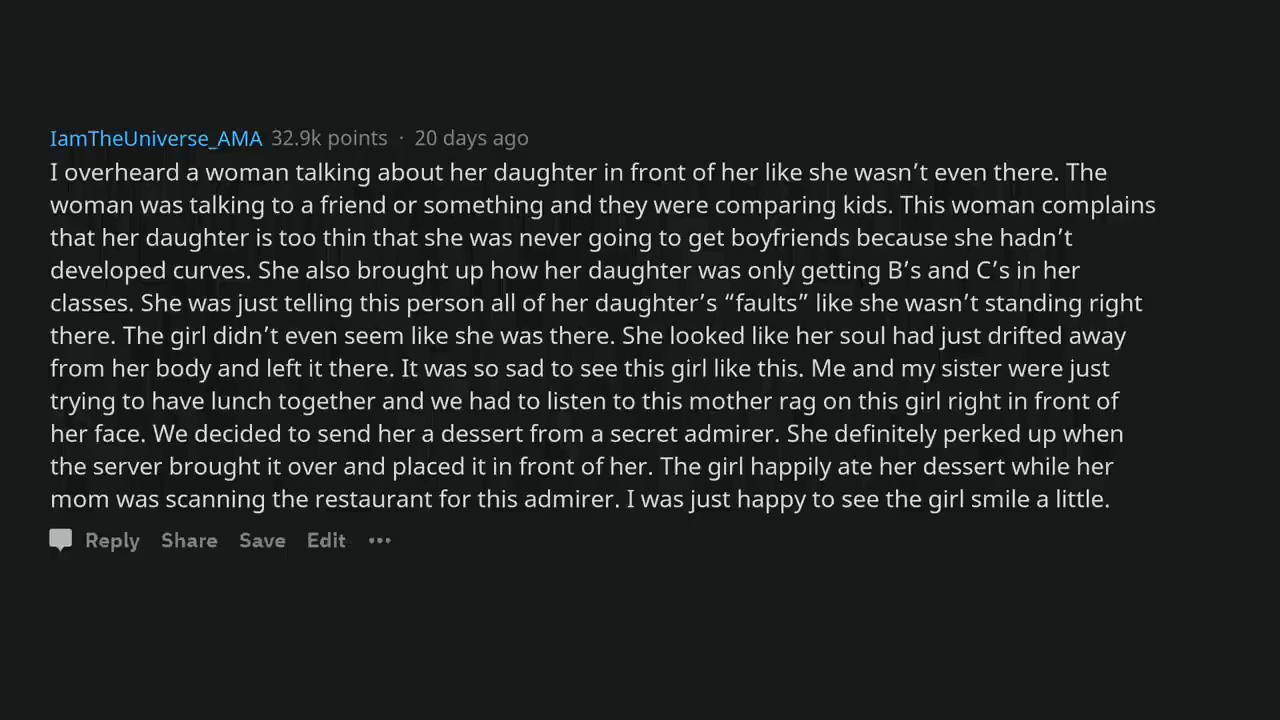 IamTheUniverse_AMA 32.9k points · 20 days ago
I overheard a woman talking about her daughter in front of her like she wasn’t even there. The
woman was talking to a friend or something and they were comparing kids. This woman complains
that her daughter is too thin that she was never going to get boyfriends because she hadn’t
developed curves. She also brought up how her daughter was only getting B’s and C’s in her
classes. She was just telling this person all of her daughter’s “faults” like she wasn’t standing right
there. The girl didn’t even seem like she was there. She looked like her soul had just drifted away
from her body and left it there. It was so sad to see this girl like this. Me and my sister were just
trying to have lunch together and we had to listen to this mother rag on this girl right in front of
her face. We decided to send her a dessert from a secret admirer. She definitely perked up when
the server brought it over and placed it in front of her. The girl happily ate her dessert while her
mom was scanning the restaurant for this admirer. I was just happy to see the girl smile a little.
Reply Share Save Edit •••